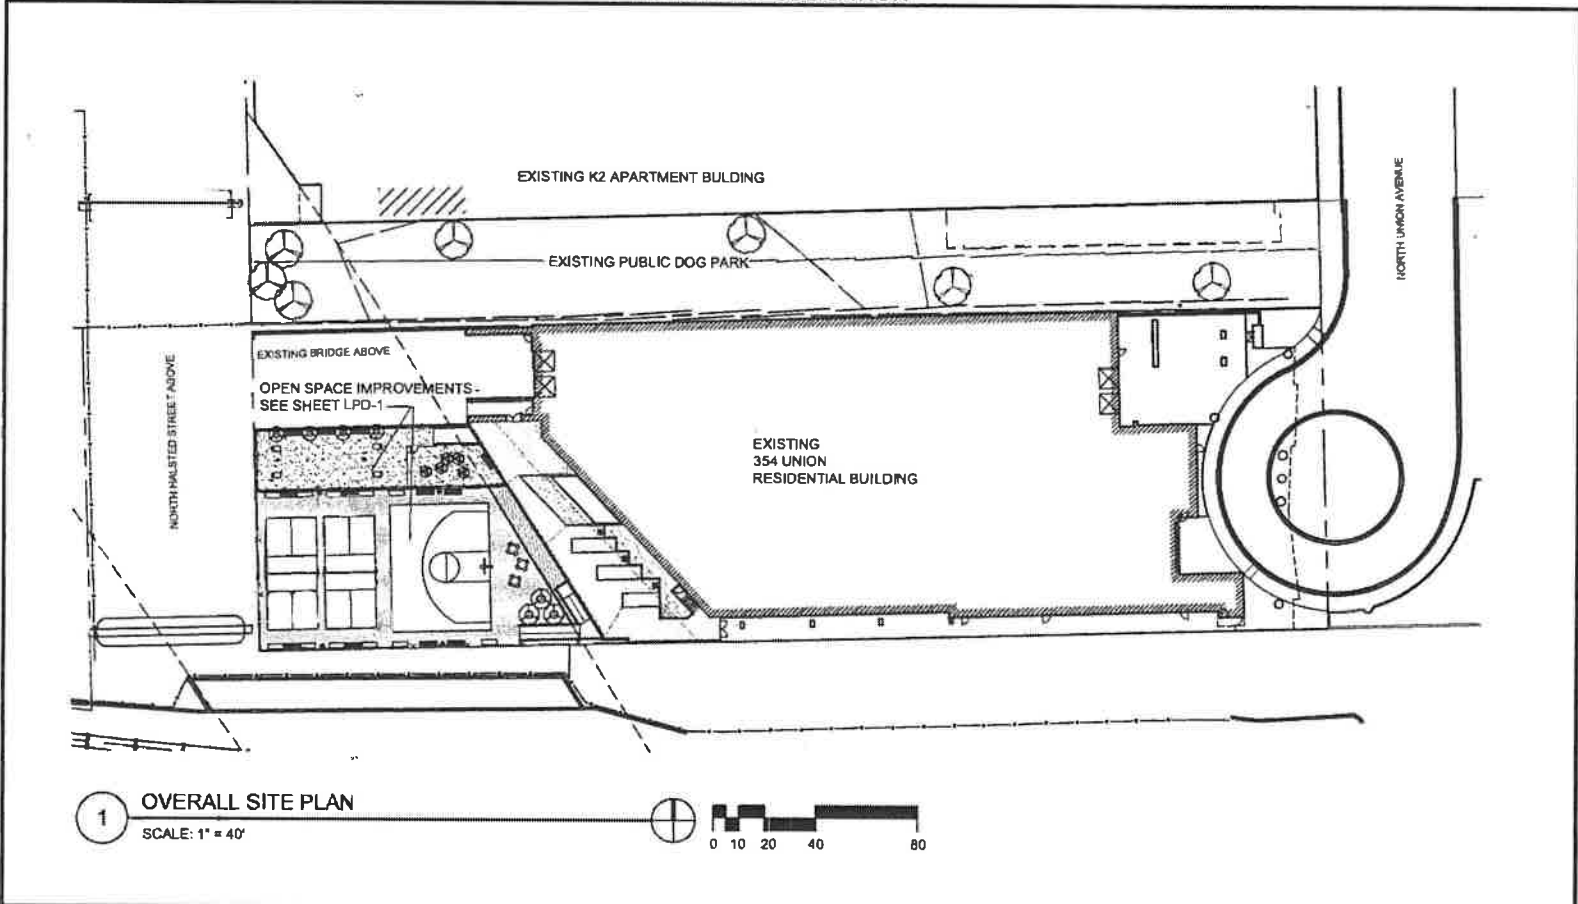 EXISTING K2 APARTMENT BULDING
NORTH UNION AVENUE
EXISTING PUBLIC DOG PARK
EXISTING BRIDGE ABOVE
NORTH HALSTED STREET ABOVE
OPEN SPACE IMPROVEMENTS -
SEE SHEET LPD-1
EXISTING
354 UNION
RESIDENTIAL BUILDING
1
OVERALL SITE PLAN
SCALE: 1" = 40'
0 10 20 40 80